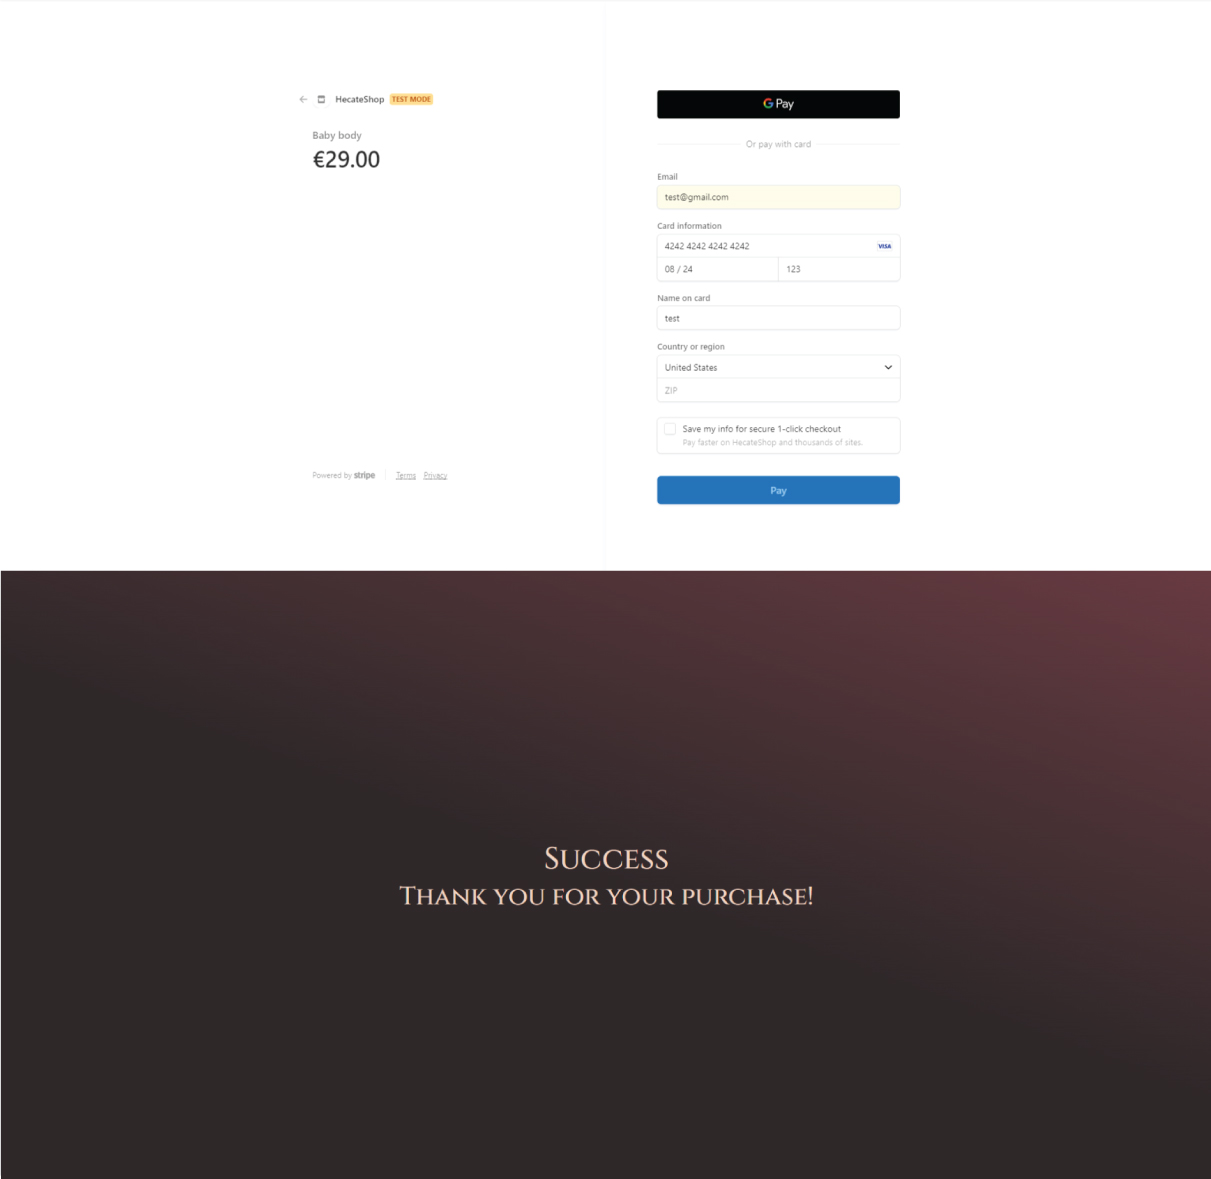 HecateShop TEST MODE
Baby body
€29.00
Powered by stripe Terms Privacy
G Pay
Or pay with card
Email
test@gmail.com
Card information
4242 4242 4242 4242 VISA
08 / 24 123
Name on card
test
Country or region
United States
ZIP
Save my info for secure 1-click checkout
Pay faster on HecateShop and thousands of sites.
Pay
Success
Thank you for your purchase!